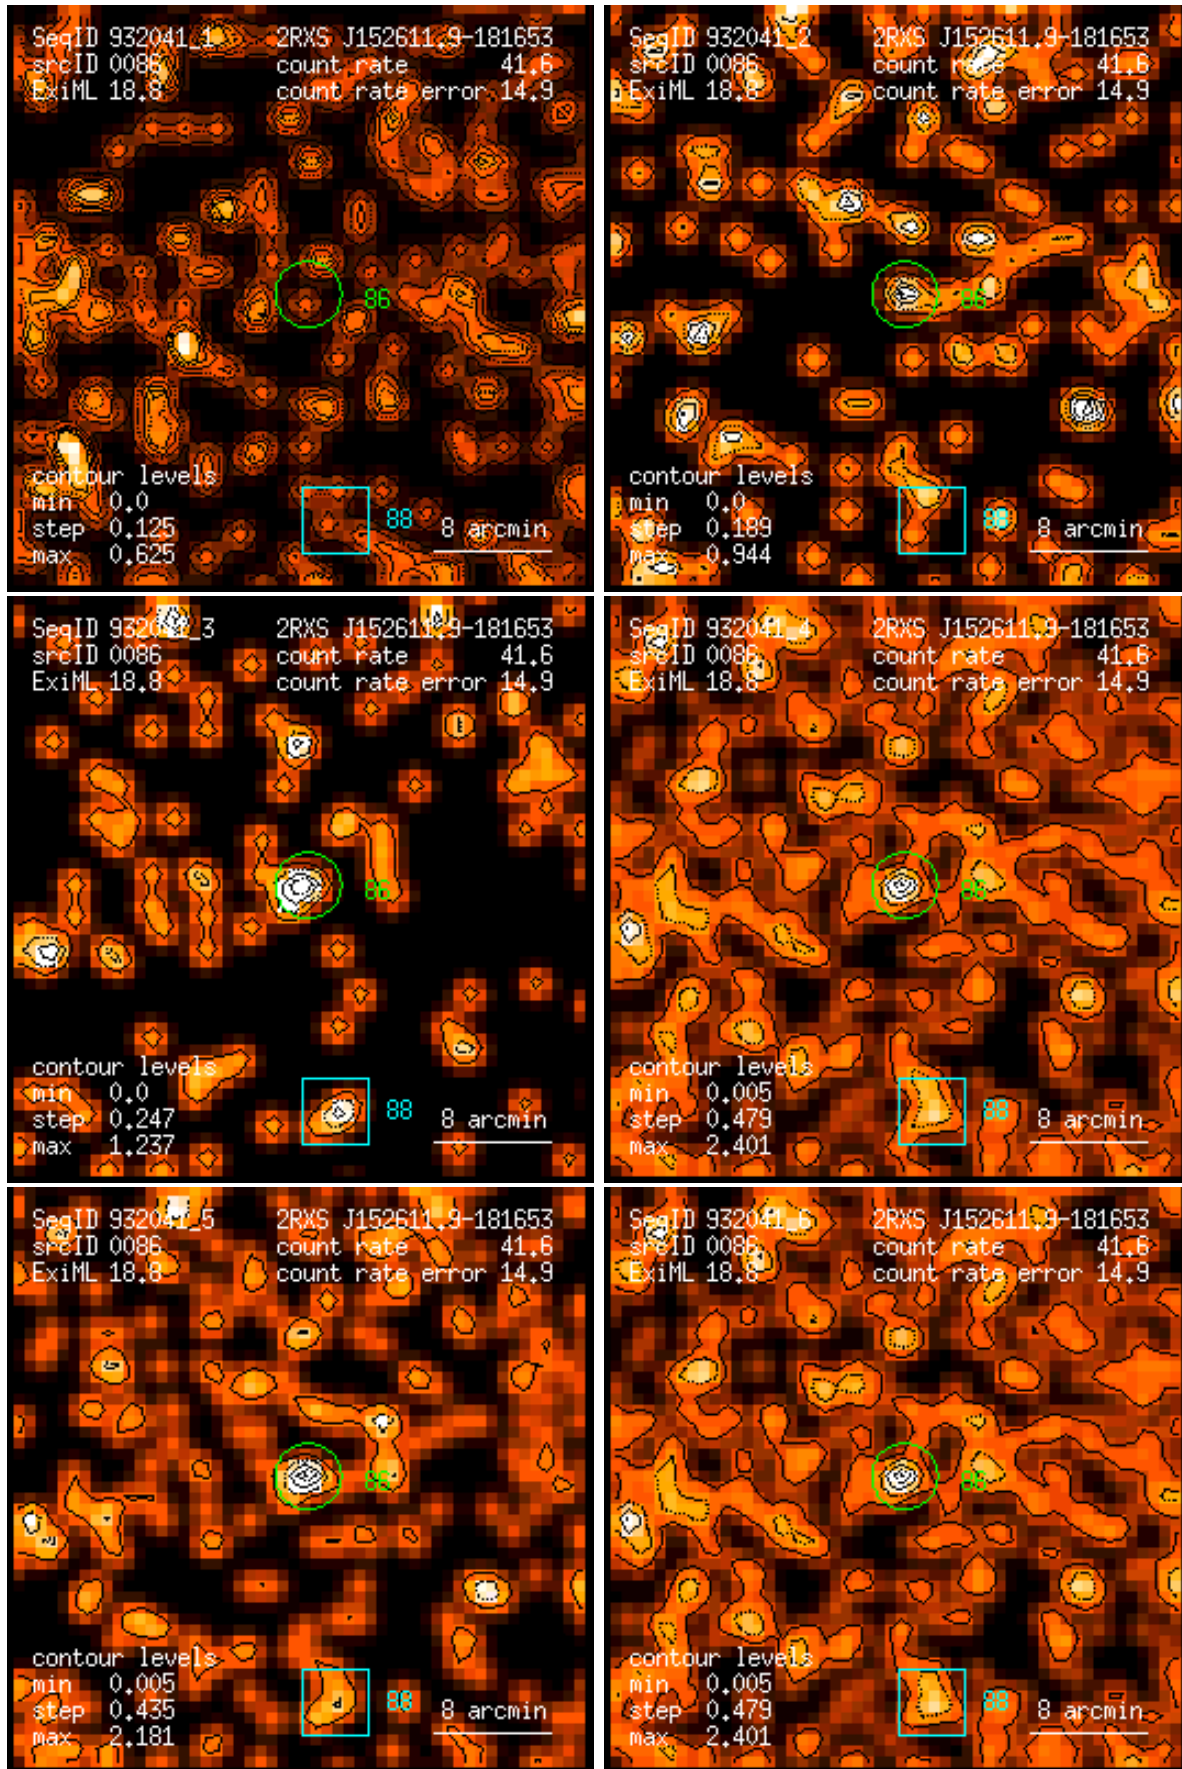 SeqID 932041_1 2RXS J152611.9-181653
srcID 0086 count rate 41.6
ExiML 18.8 count rate error 14.9
86
contour levels
min 0.0
step 0.125
max 0.625
88
8 arcmin
SeqID 932041_2 2RXS J152611.9-181653
srcID 0086 count rate 41.6
ExiML 18.8 count rate error 14.9
86
contour levels
min 0.0
step 0.189
max 0.944
88
8 arcmin
SeqID 932041_3 2RXS J152611.9-181653
srcID 0086 count rate 41.6
ExiML 18.8 count rate error 14.9
86
contour levels
min 0.0
step 0.247
max 1.237
88
8 arcmin
SeqID 932041_4 2RXS J152611.9-181653
srcID 0086 count rate 41.6
ExiML 18.8 count rate error 14.9
86
contour levels
min 0.005
step 0.479
max 2.401
88
8 arcmin
SeqID 932041_5 2RXS J152611.9-181653
srcID 0086 count rate 41.6
ExiML 18.8 count rate error 14.9
86
contour levels
min 0.005
step 0.435
max 2.181
88
8 arcmin
SeqID 932041_6 2RXS J152611.9-181653
srcID 0086 count rate 41.6
ExiML 18.8 count rate error 14.9
86
contour levels
min 0.005
step 0.479
max 2.401
88
8 arcmin